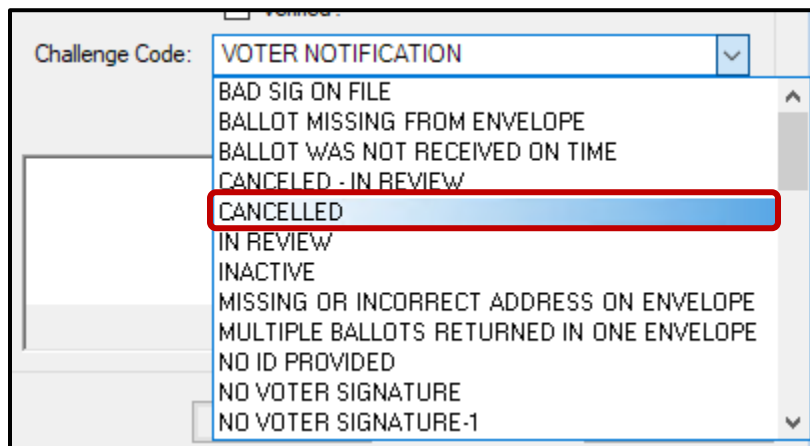 Challenge Code: VOTER NOTIFICATION
BAD SIG ON FILE
BALLOT MISSING FROM ENVELOPE
BALLOT WAS NOT RECEIVED ON TIME
CANCELED - IN REVIEW
CANCELLED
IN REVIEW
INACTIVE
MISSING OR INCORRECT ADDRESS ON ENVELOPE
MULTIPLE BALLOTS RETURNED IN ONE ENVELOPE
NO ID PROVIDED
NO VOTER SIGNATURE
NO VOTER SIGNATURE-1